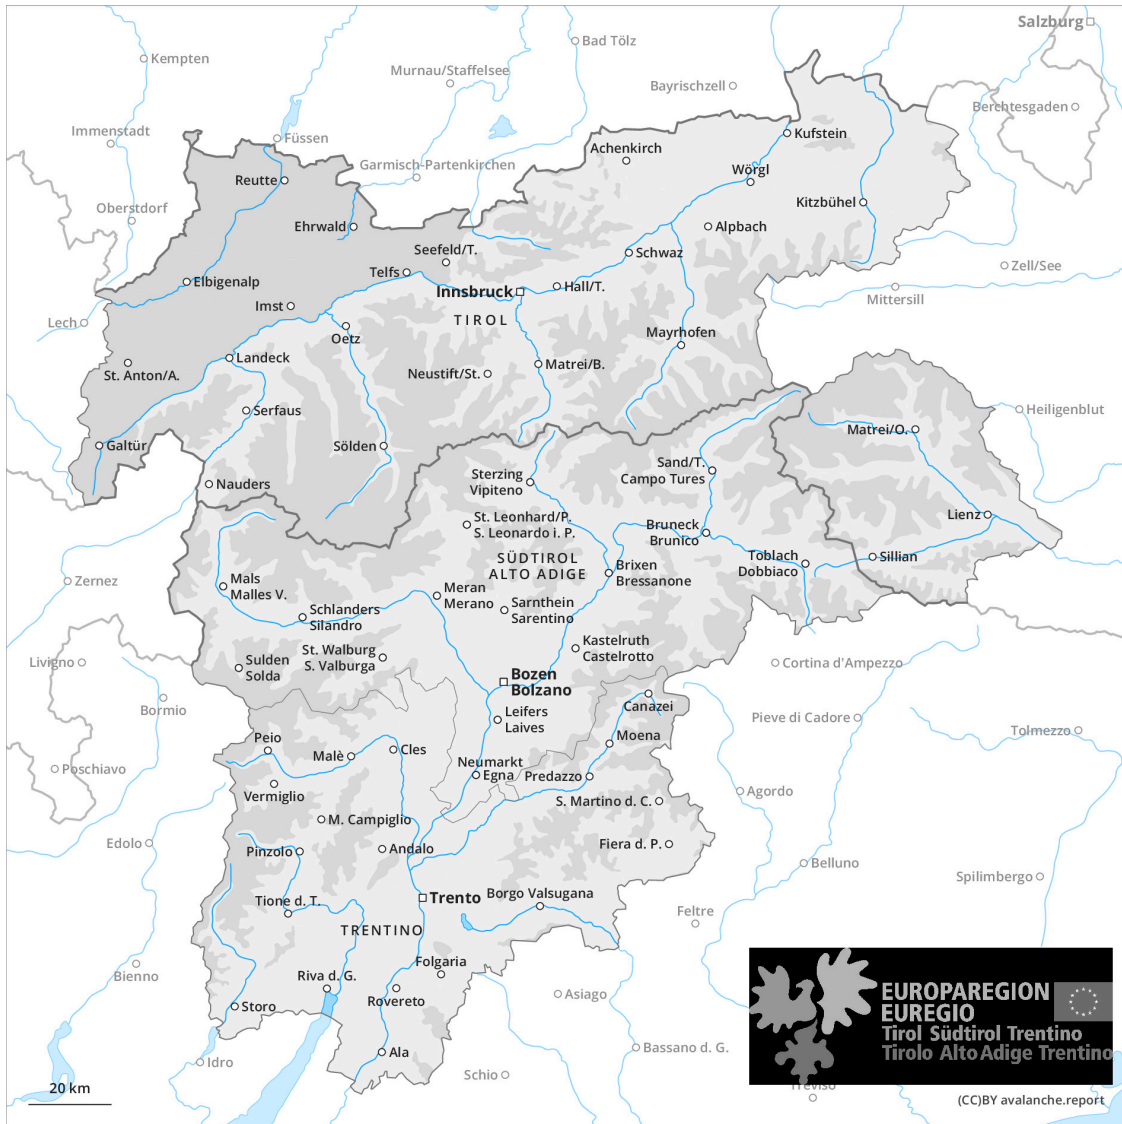 Salzburg
Bad Tölz
Kempten
Murnau/Staffelsee
Bayrischzell
Berchtesgaden
Immenstadt
Füssen
Kufstein
Achenkirch
Garmisch-Partenkirchen
Wörgl
Reutte
Kitzbühel
Oberstdorf
Ehrwald
Alpbach
Seefeld/T.
Schwaz
Telfs
Zell/See
Elbigenalp
Innsbruck
Hall/T.
Mittersill
Imst
Lech
TIROL
Oetz
Mayrhofen
Landeck
Matrei/B.
St. Anton/A.
Neustift/St.
Serfaus
Heiligenblut
Matrei/O.
Galtür
Sölden
Sterzing
Vipiteno
Sand/T.
Campo Tures
Nauders
St. Leonhard/P.
S. Leonardo i. P.
Lienz
Bruneck
Brunico
SÜDTIROL
ALTO ADIGE
Toblach
Dobbiaco
Sillian
Brixen
Bressanone
Zernez
Mals
Malles V.
Meran
Merano
Sarnthein
Sarentino
Schlanders
Silandro
Kastelruth
Castelrotto
St. Walburg
S. Valburga
Livigno
Sulden
Solda
Cortina d'Ampezzo
Bozen
Bolzano
Canazei
Bormio
Leifers
Laives
Pieve di Cadore
Tolmezzo
Peio
Moena
Cles
Malè
Neumarkt
Egna
Predazzo
Poschiavo
Vermiglio
Agordo
S. Martino d. C.
M. Campiglio
Edolo
Pinzolo
Andalo
Fiera d. P.
Belluno
Spilimbergo
Borgo Valsugana
Trento
Tione d. T.
Feltre
TRENTINO
Folgaria
Bienno
Riva d. G.
Rovereto
Asiago
Storo
EUROPAREGION
EUREGIO
Tirol Südtirol Trentino
Tirolo Alto Adige Trentino
Ala
Idro
Bassano d. G.
Schio
Treviso
20 km
(CC)BY avalanche.report